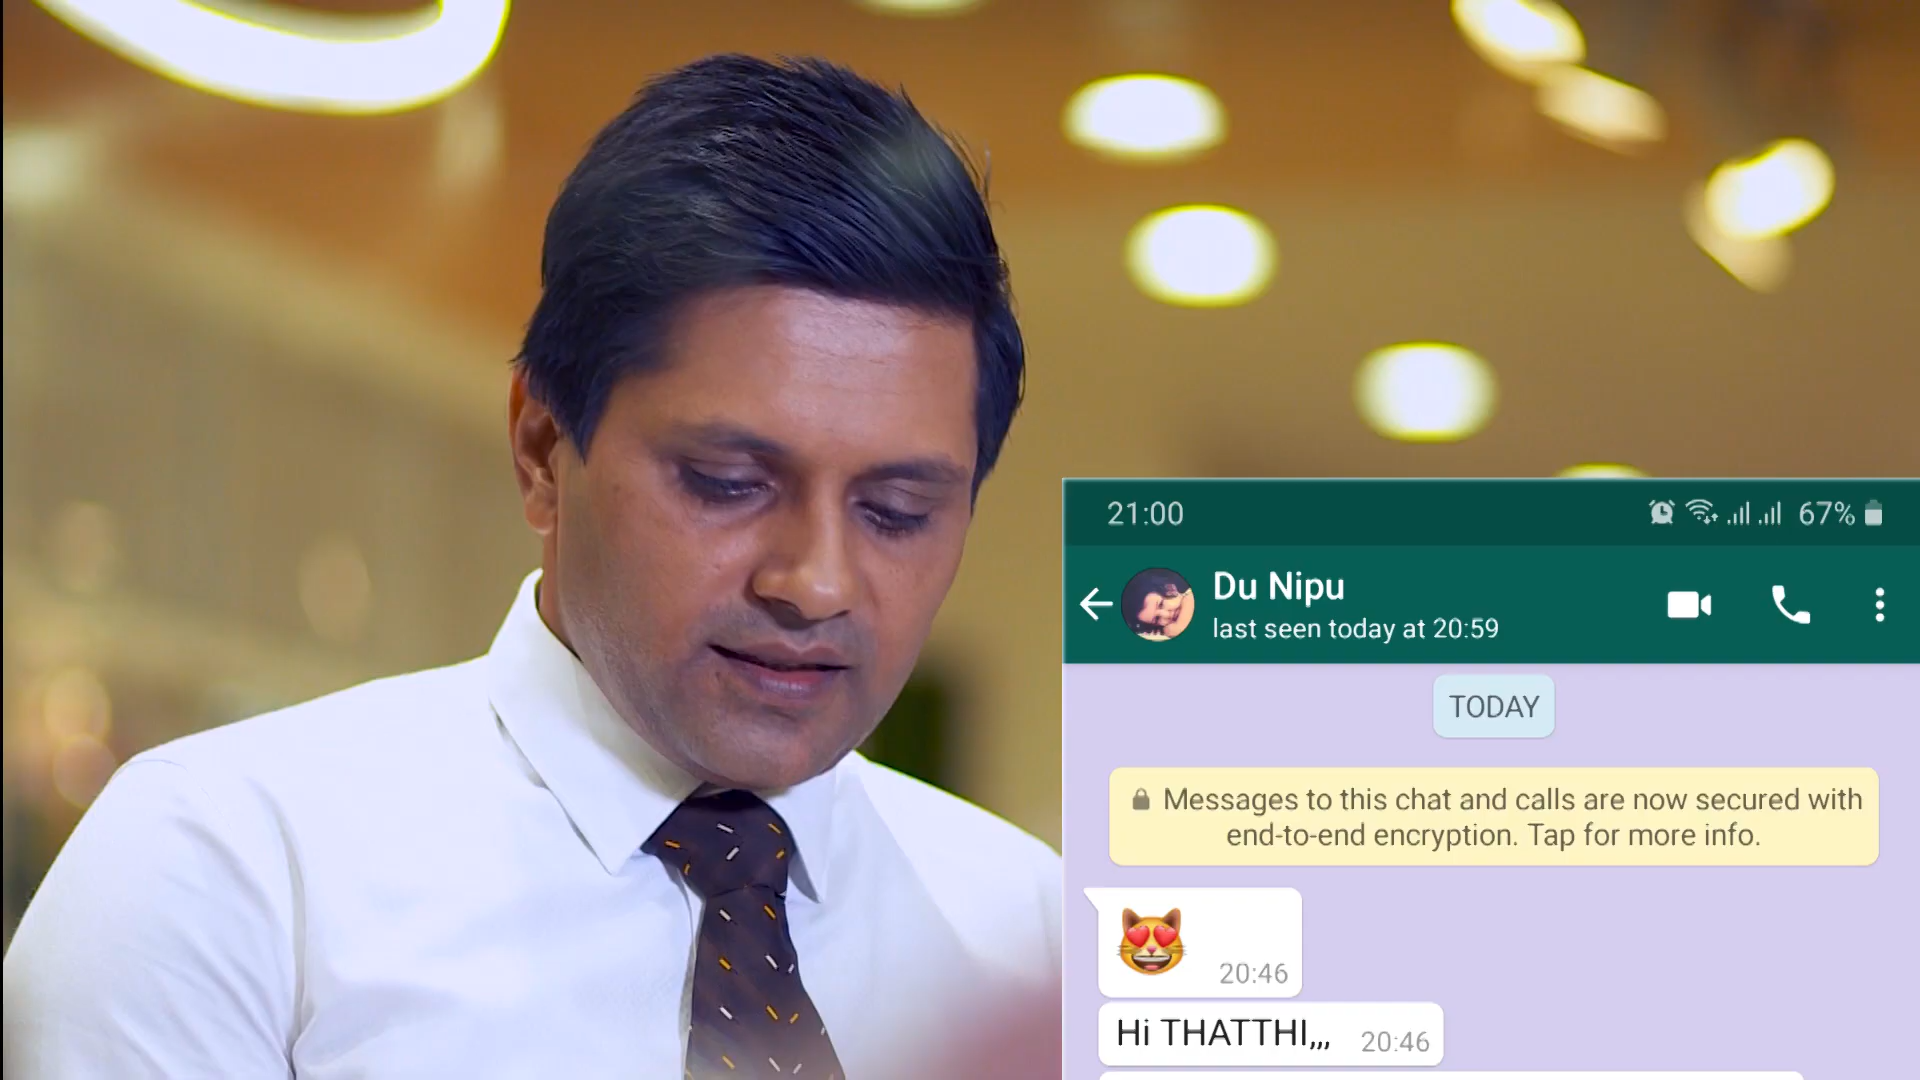 21:00
67%
Du Nipu
last seen today at 20:59
TODAY
Messages to this chat and calls are now secured with
end-to-end encryption. Tap for more info.
20:46
Hi THATTHI,,, 20:46